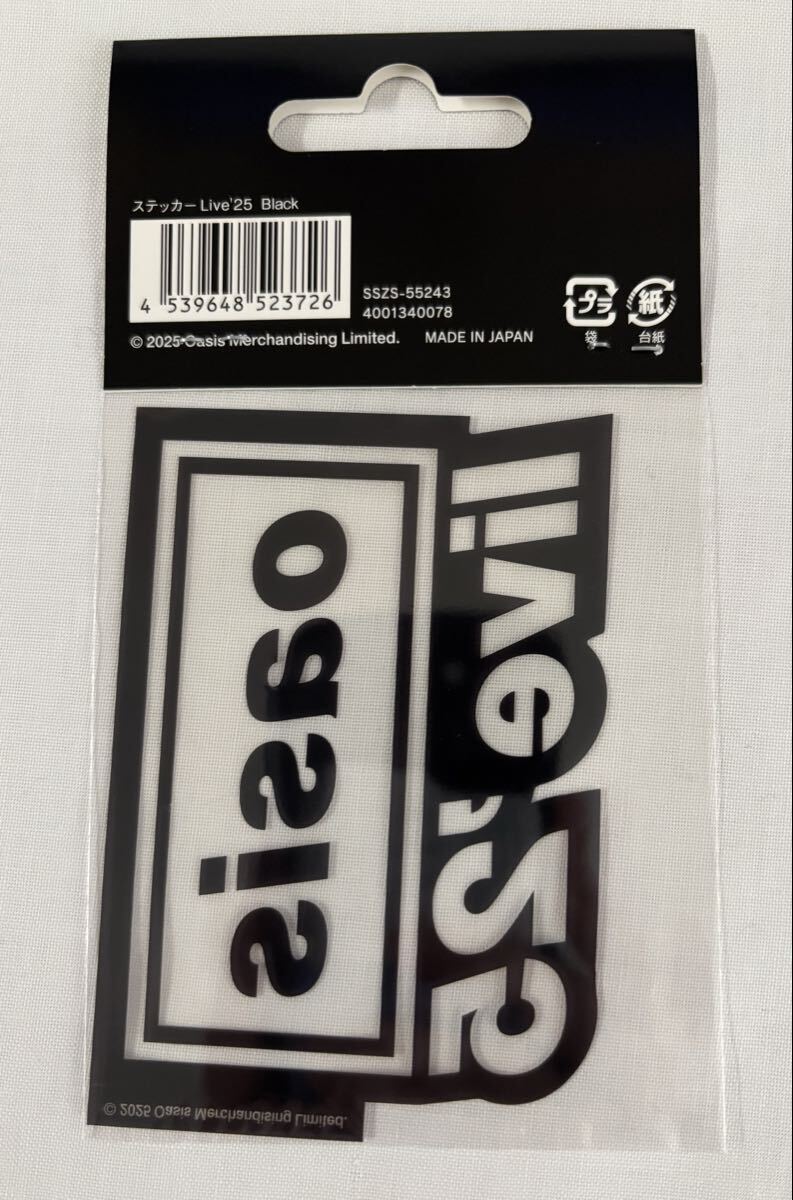 ステッカー Live'25 Black
4 539648 523726
SSZS-55243
4001340078
プラ
紙
袋
台紙
© 2025 Oasis Merchandising Limited. MADE IN JAPAN
oasis
live '25
© 2025 Oasis Merchandising Limited.